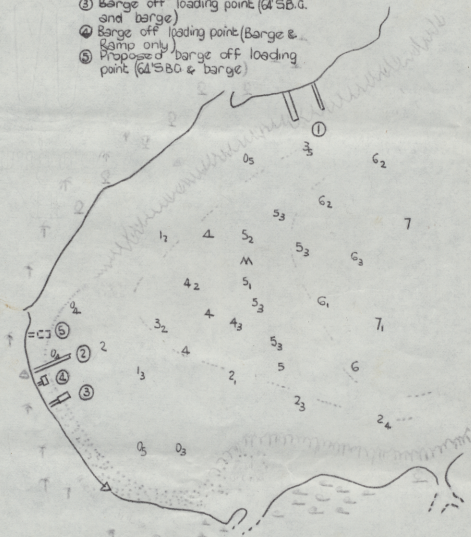 ③ Barge off loading point (64'S.B.G. and barge)
④ Barge off loading point (Barge & Ramp only)
⑤ Proposed barge off loading point (64'SBG & barge)
①
0₅ 3₅ 6₂
6₂
5₃ 7
1₂ 4 5₂
5₃ 6₃
M
4₂ 5₁
5₃ 6₁
0₄ 4
3₂ 4₃ 7₁
⑤
5₃
2 4
0₄ ②
5 6
④ 1₃ 2₁
③ 2₃
2₄
0₅ 0₃